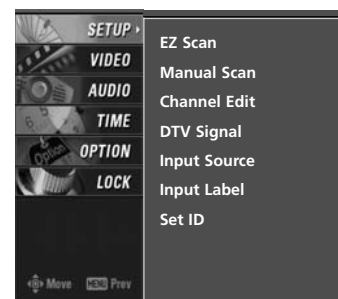 SETUP
VIDEO
AUDIO
TIME
OPTION
LOCK
Move MENU Prev
EZ Scan
Manual Scan
Channel Edit
DTV Signal
Input Source
Input Label
Set ID